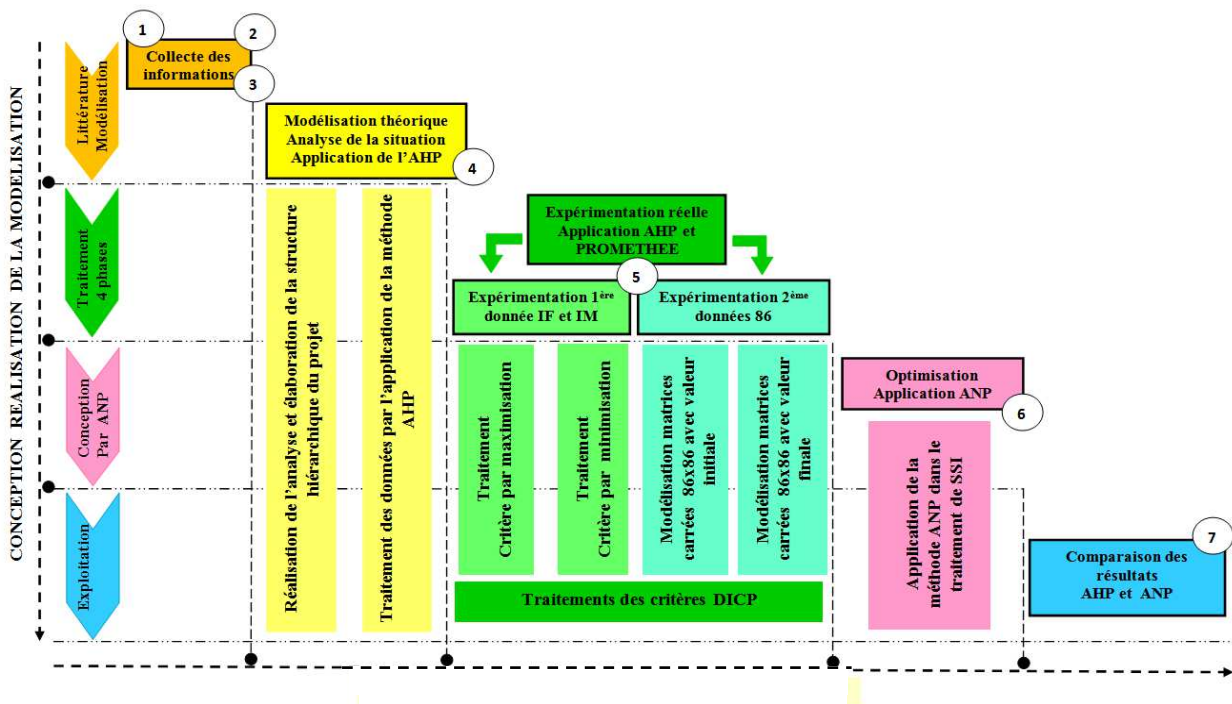 CONCEPTION REALISATION DE LA MODELISATION
Littérature
Modélisation
Traitement
4 phases
Conception
Par ANP
Exploitation
1
2
Collecte des
informations
3
Modélisation théorique
Analyse de la situation
Application de l’AHP
4
Réalisation de l’analyse et élaboration de la structure
hiérarchique du projet
Traitement des données par l’application de la méthode
AHP
Expérimentation réelle
Application AHP et
PROMETHEE
5
Expérimentation 1ère
donnée IF et IM
Expérimentation 2ème
données 86
Traitement
Critère par maximisation
Traitement
Critère par minimisation
Modélisation matrices
carrées 86x86 avec valeur
initiale
Modélisation matrices
carrées 86x86 avec valeur
finale
Traitements des critères DICP
Optimisation
Application ANP
6
Application de la
méthode ANP dans le
traitement de SSI
7
Comparaison des
résultats
AHP et ANP